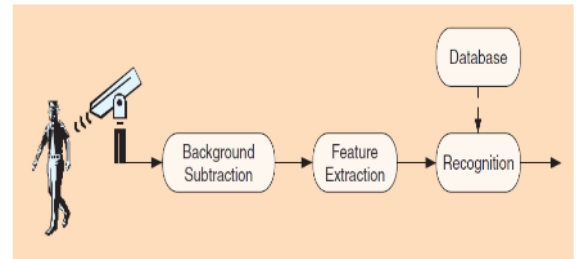 Database
Background
Subtraction
Feature
Extraction
Recognition